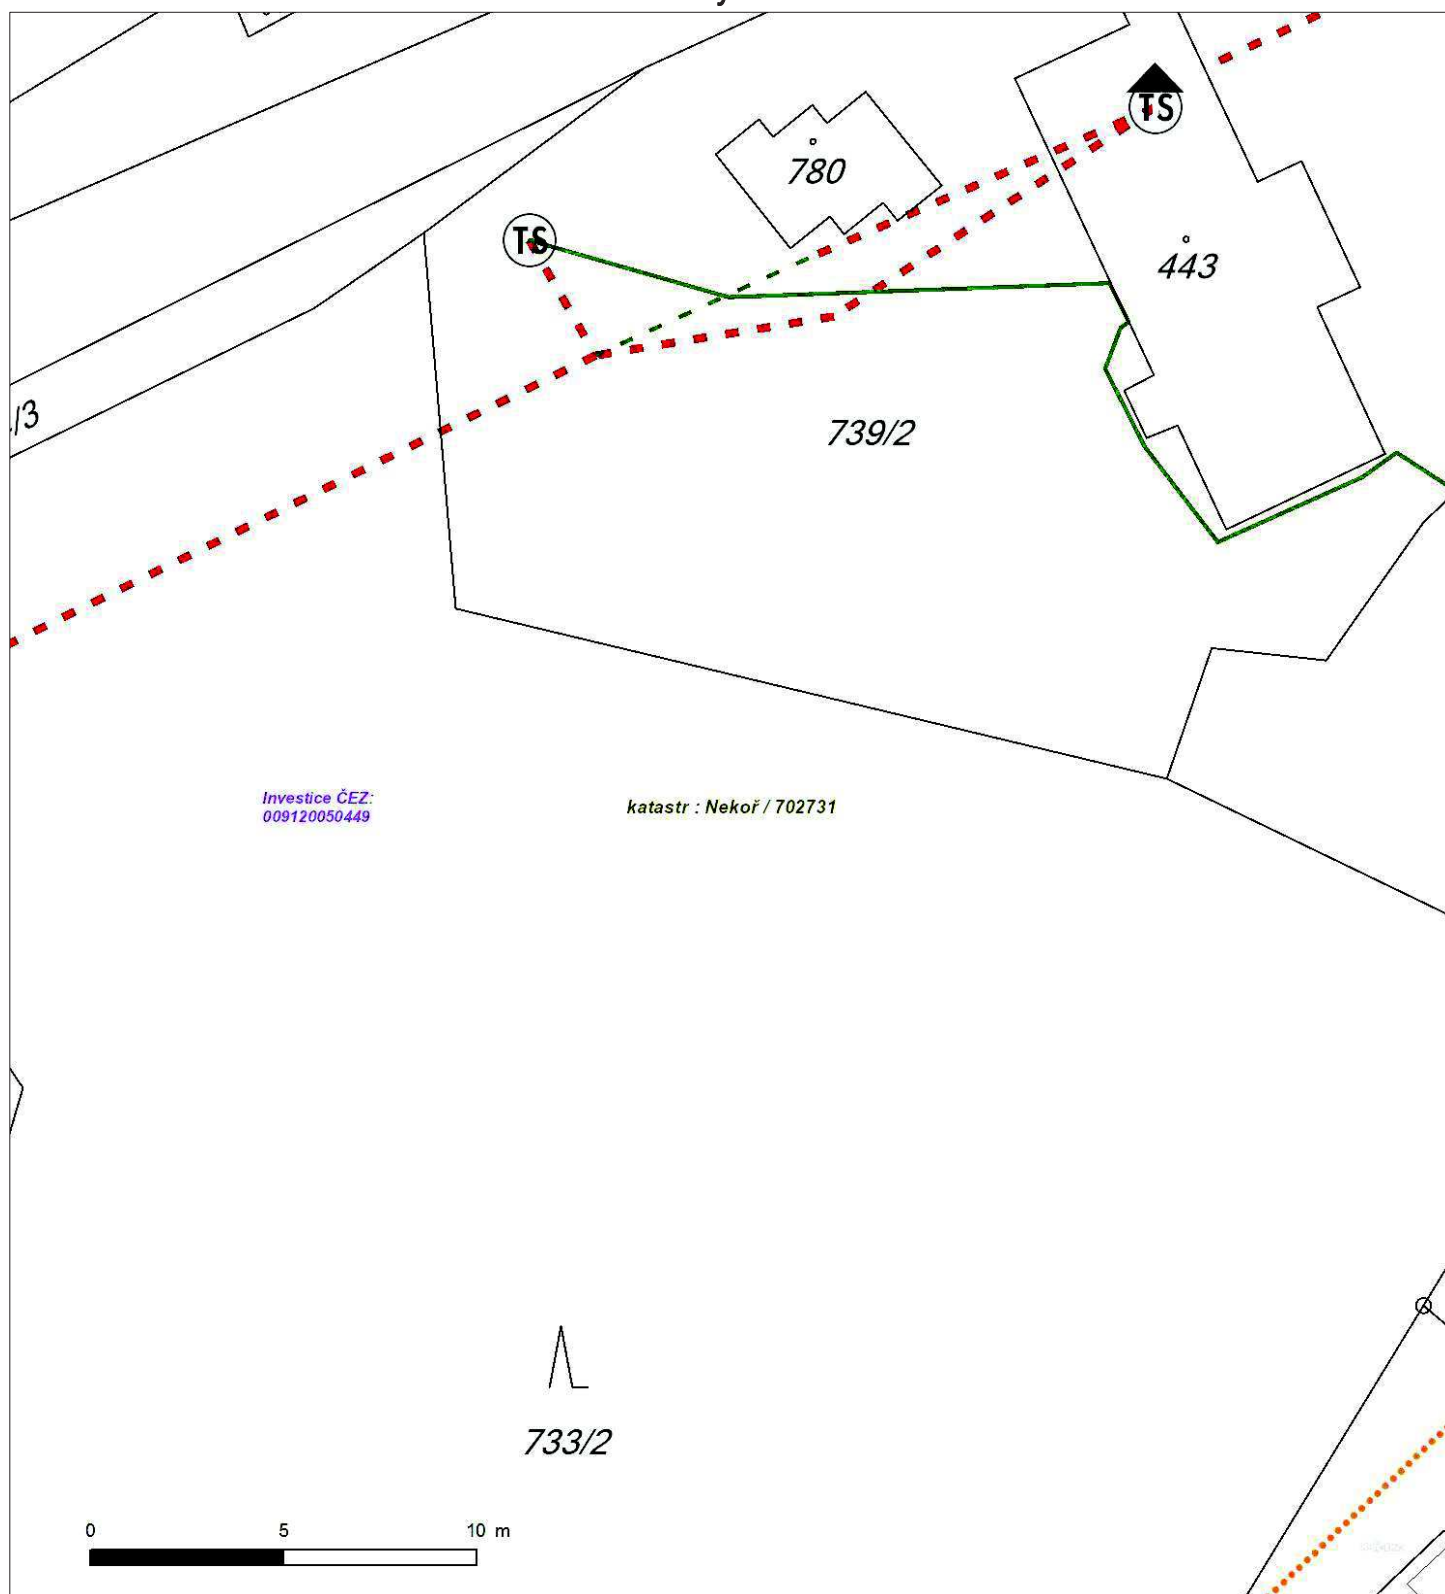 TS
780
TS
443
/3
739/2
Investice ČEZ:
009120050449
katastr : Nekoř / 702731
733/2
0 5 10 m